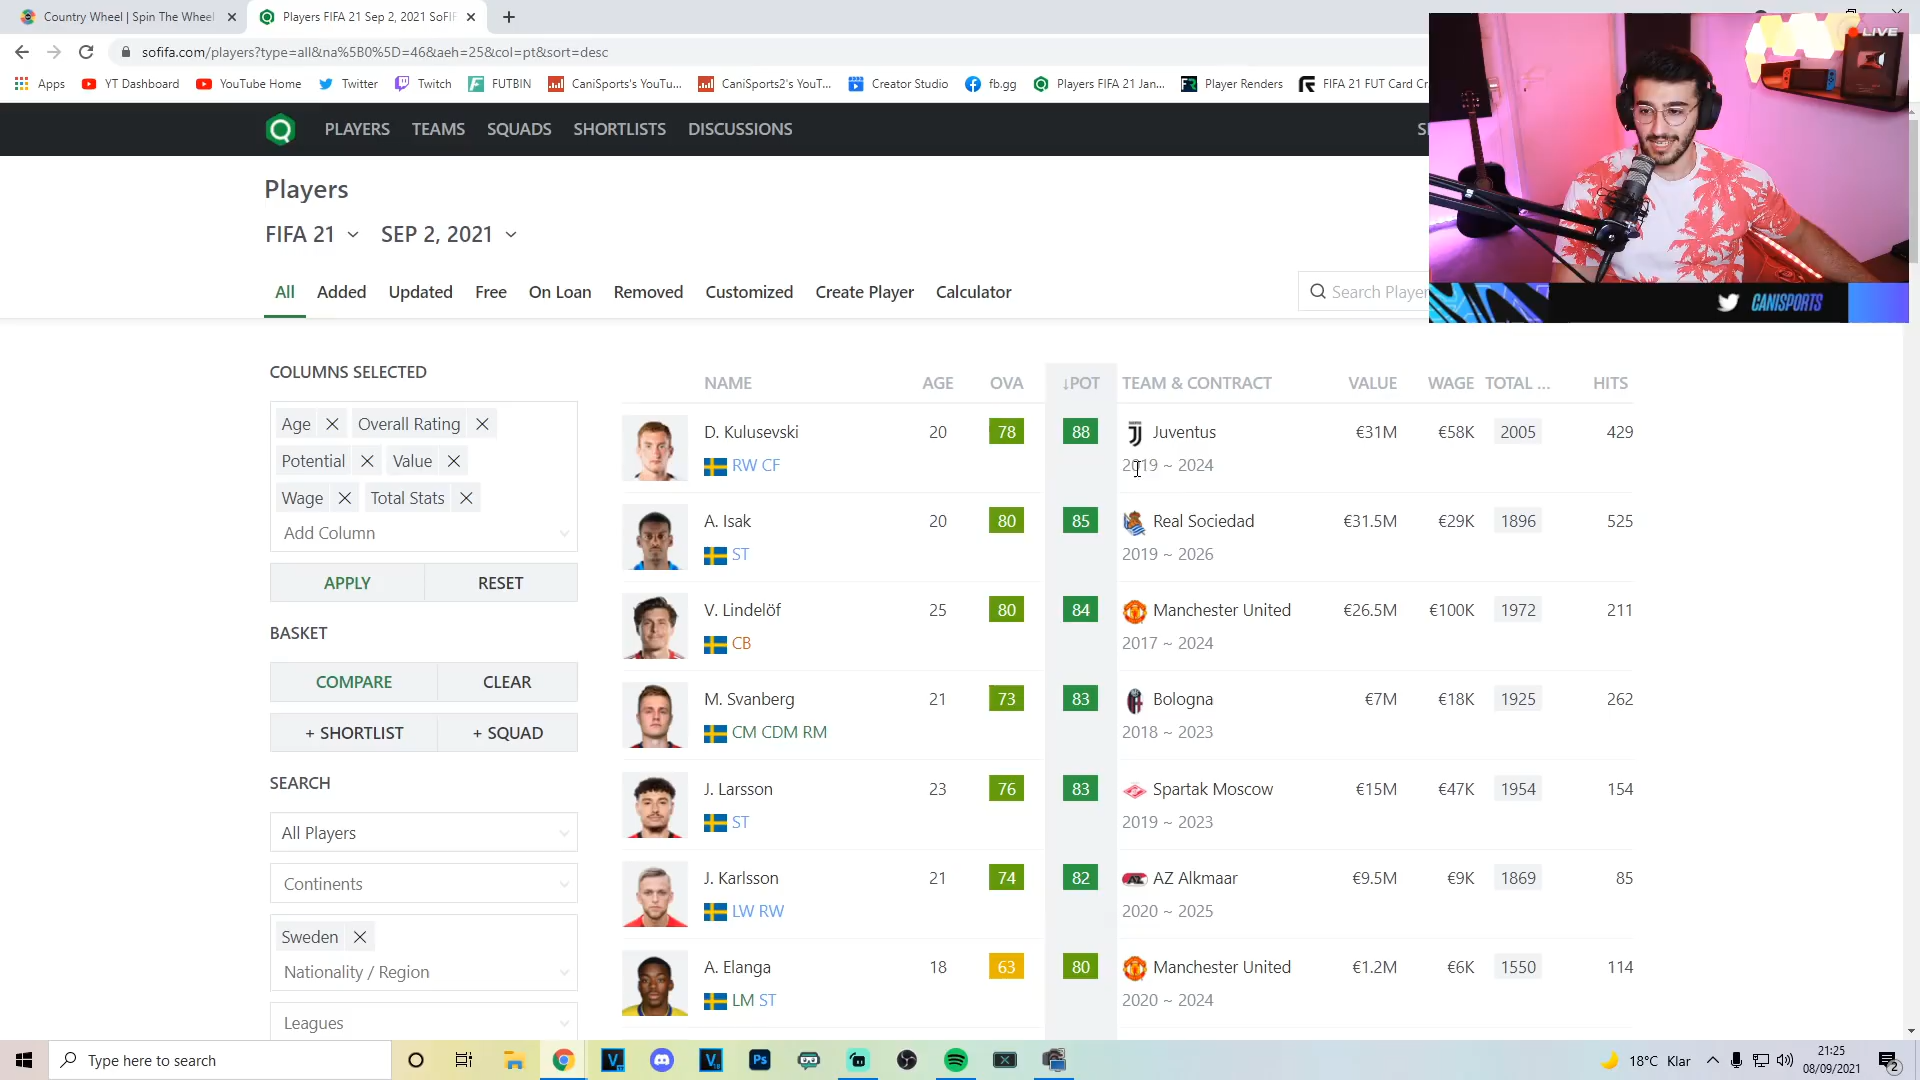 Country Wheel | Spin The Wheel
Players FIFA 21 Sep 2, 2021 SoFIF
sofifa.com/players?type=all&na%5B0%5D=46&aeh=25&col=pt&sort=desc
Apps YT Dashboard YouTube Home Twitter Twitch FUTBIN CaniSports's YouTu... CaniSports2's YouT... Creator Studio fb.gg Players FIFA 21 Jan... Player Renders FIFA 21 FUT Card Cr
LIVE
PLAYERS TEAMS SQUADS SHORTLISTS DISCUSSIONS
Players
FIFA 21 SEP 2, 2021
All Added Updated Free On Loan Removed Customized Create Player Calculator
Search Player
CANISPORTS
COLUMNS SELECTED
Age Overall Rating
Potential Value
Wage Total Stats
Add Column
APPLY RESET
BASKET
COMPARE CLEAR
+ SHORTLIST + SQUAD
SEARCH
All Players
Continents
Sweden
Nationality / Region
Leagues
NAME AGE OVA ↓POT TEAM & CONTRACT VALUE WAGE TOTAL ... HITS
D. Kulusevski 20 78 88 Juventus €31M €58K 2005 429
RW CF 2019 ~ 2024
A. Isak 20 80 85 Real Sociedad €31.5M €29K 1896 525
ST 2019 ~ 2026
V. Lindelöf 25 80 84 Manchester United €26.5M €100K 1972 211
CB 2017 ~ 2024
M. Svanberg 21 73 83 Bologna €7M €18K 1925 262
CM CDM RM 2018 ~ 2023
J. Larsson 23 76 83 Spartak Moscow €15M €47K 1954 154
ST 2019 ~ 2023
J. Karlsson 21 74 82 AZ Alkmaar €9.5M €9K 1869 85
LW RW 2020 ~ 2025
A. Elanga 18 63 80 Manchester United €1.2M €6K 1550 114
LM ST 2020 ~ 2024
Type here to search
18°C Klar
21:25
08/09/2021
2